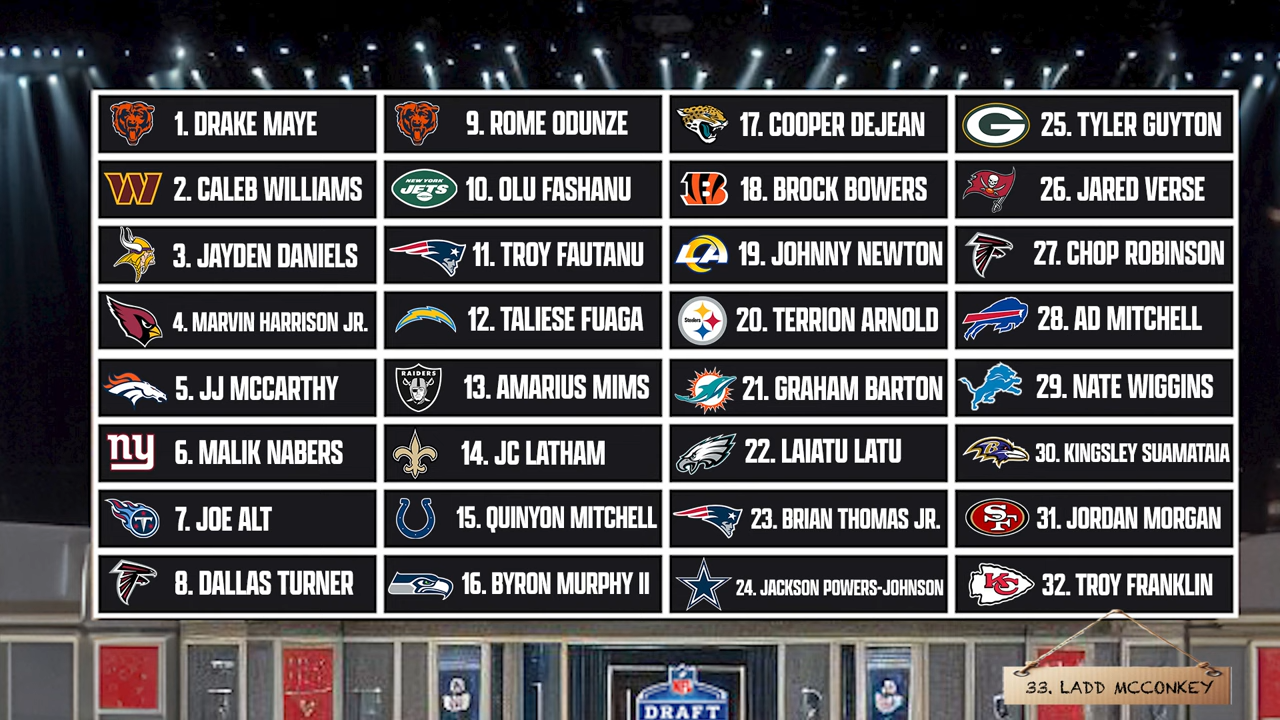 1. DRAKE MAYE
2. CALEB WILLIAMS
3. JAYDEN DANIELS
4. MARVIN HARRISON JR.
5. JJ MCCARTHY
ny
6. MALIK NABERS
T
7. JOE ALT
8. DALLAS TURNER
9. ROME ODUNZE
NEW YORK
JETS
10. OLU FASHANU
11. TROY FAUTANU
12. TALIESE FUAGA
RAIDERS
13. AMARIUS MIMS
14. JC LATHAM
15. QUINYON MITCHELL
16. BYRON MURPHY II
17. COOPER DEJEAN
B
18. BROCK BOWERS
LA
19. JOHNNY NEWTON
Steelers
20. TERRION ARNOLD
21. GRAHAM BARTON
22. LAIATU LATU
23. BRIAN THOMAS JR.
24. JACKSON POWERS-JOHNSON
G
25. TYLER GUYTON
26. JARED VERSE
27. CHOP ROBINSON
28. AD MITCHELL
29. NATE WIGGINS
B
30. KINGSLEY SUAMATAIA
SF
31. JORDAN MORGAN
KC
32. TROY FRANKLIN
W
33. LADD MCCONKEY
NFL
DRAFT